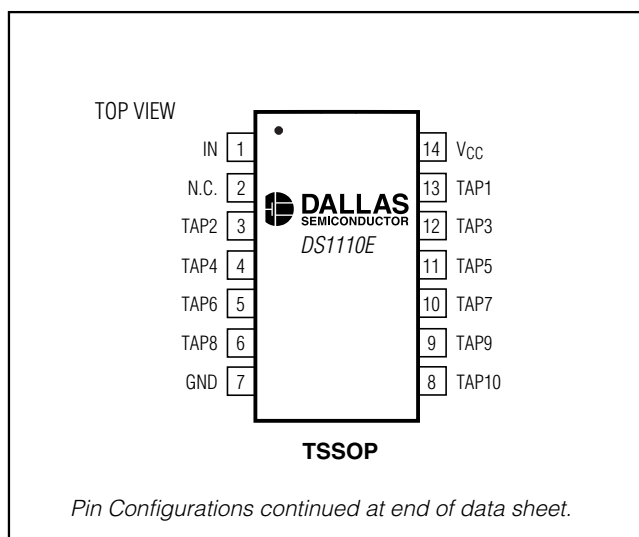 TOP VIEW
IN 1
N.C. 2
TAP2 3
TAP4 4
TAP6 5
TAP8 6
GND 7
14 VCC
13 TAP1
12 TAP3
11 TAP5
10 TAP7
9 TAP9
8 TAP10
DALLAS
SEMICONDUCTOR
DS1110E
TSSOP
Pin Configurations continued at end of data sheet.